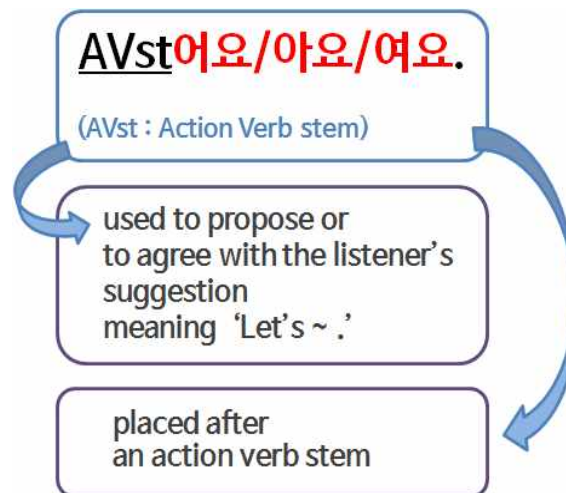 AVst어요/아요/여요.
(AVst : Action Verb stem)
used to propose or
to agree with the listener’s
suggestion
meaning ‘Let’s ~ .’
placed after
an action verb stem